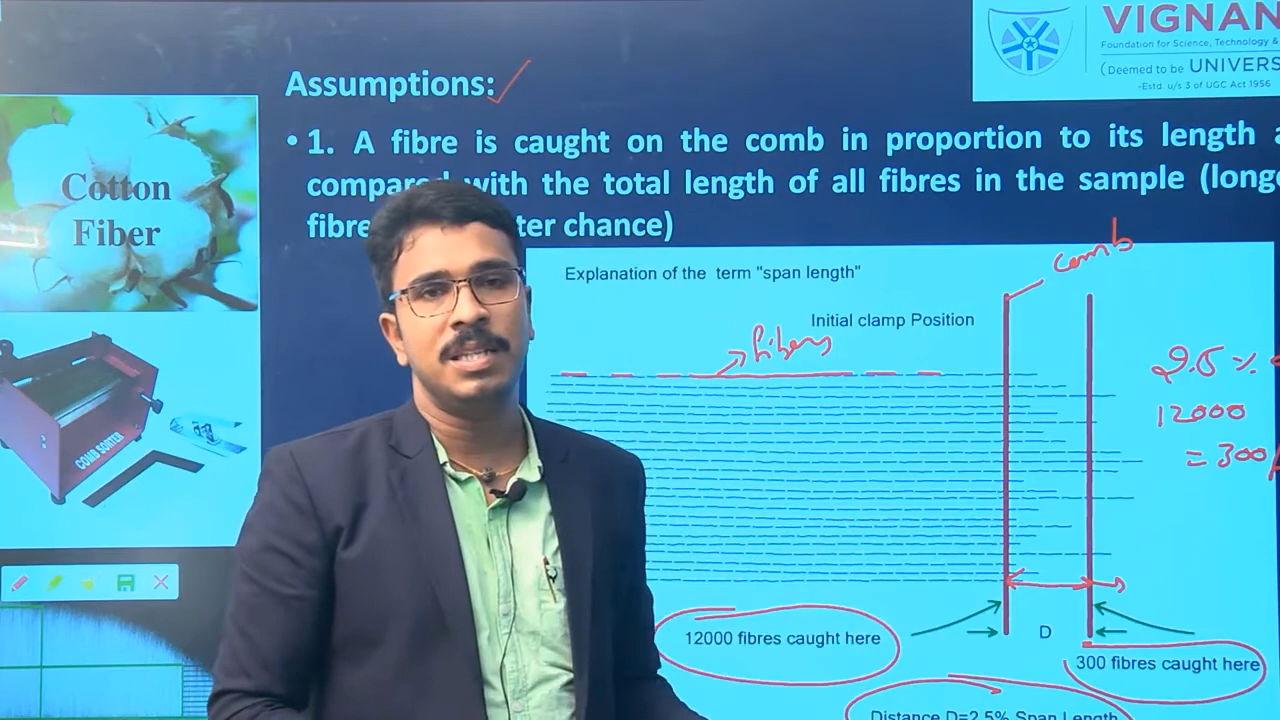 VIGNAN
Foundation for Science, Technology &
(Deemed to be UNIVERS
-Estd. u/s 3 of UGC Act 1956
Assumptions:
• 1. A fibre is caught on the comb in proportion to its length a
compared with the total length of all fibres in the sample (longe
fibre ter chance)
Cotton
Fiber
COMB SORTER
Explanation of the term "span length"
comb
Initial clamp Position
fibers
2.5 %
12000
= 300
12000 fibres caught here
D
300 fibres caught here
Distance D=2.5% Span Length